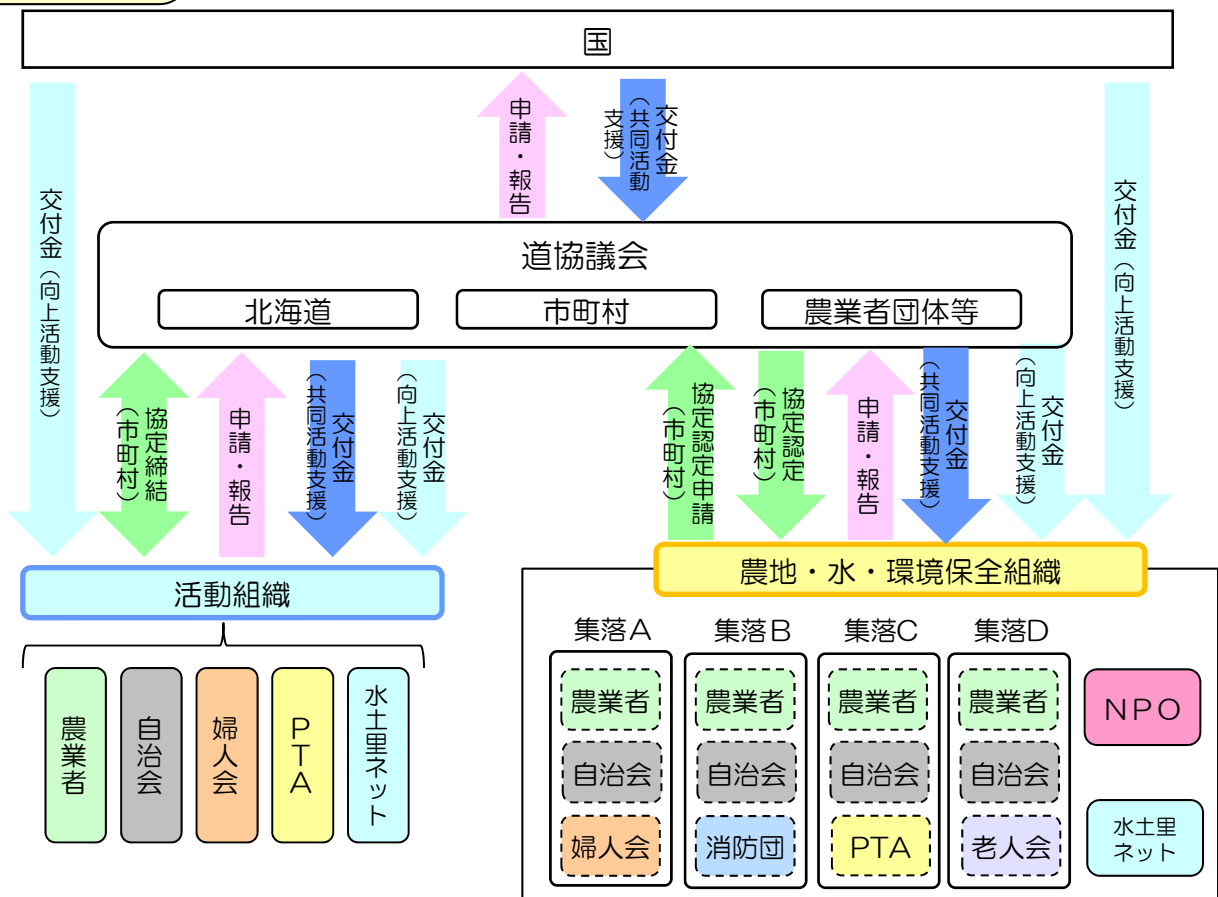 国
申請・報告
交付金
(共同活動
支援)
交付金(向上活動支援)
交付金(向上活動支援)
道協議会
北海道
市町村
農業者団体等
協定締結
(市町村)
申請・報告
交付金
(共同活動支援)
交付金
(向上活動支援)
協定認定申請
(市町村)
協定認定
(市町村)
申請・報告
交付金
(共同活動支援)
交付金
(向上活動支援)
活動組織
農業者
自治会
婦人会
PTA
水土里ネット
農地・水・環境保全組織
集落A
集落B
集落C
集落D
農業者
農業者
農業者
農業者
自治会
自治会
自治会
自治会
婦人会
消防団
PTA
老人会
NPO
水土里
ネット